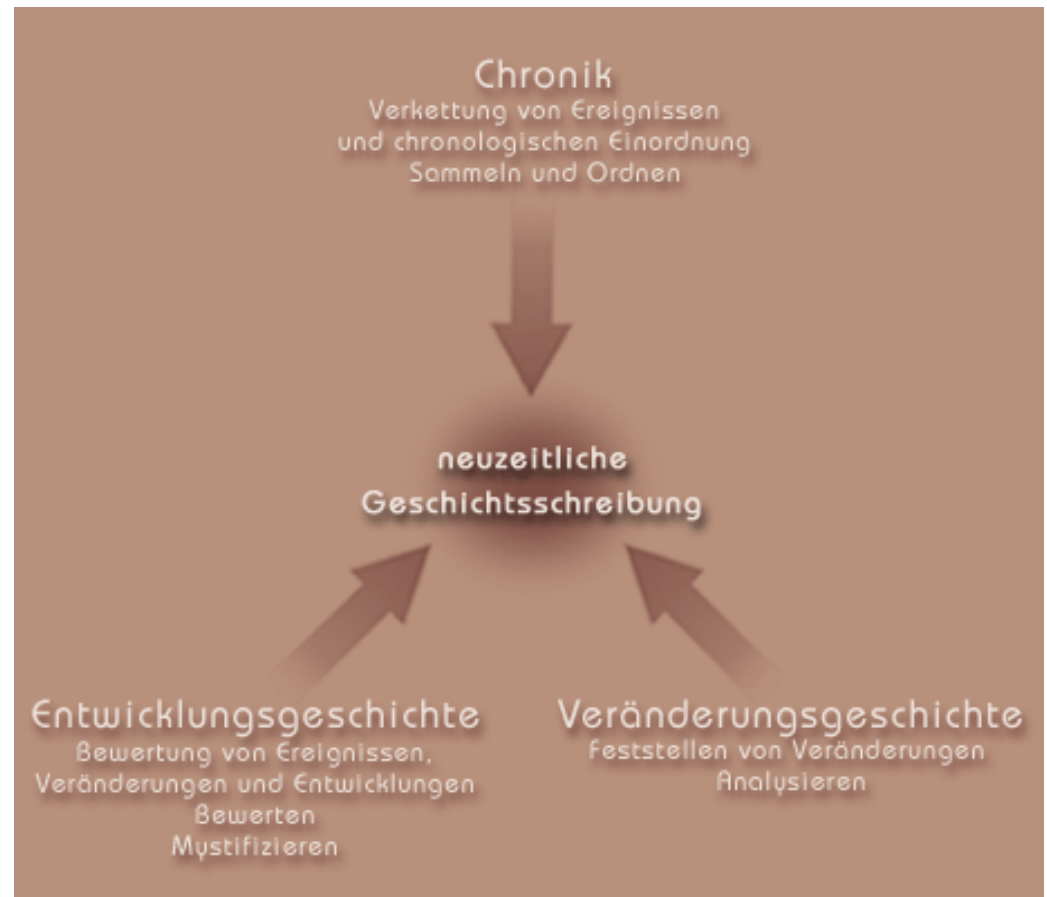 Chronik
Verkettung von Ereignissen
und chronologischen Einordnung
Sammeln und Ordnen
neuzeitliche
Geschichtsschreibung
Entwicklungsgeschichte
Bewertung von Ereignissen,
Veränderungen und Entwicklungen
Bewerten
Mystifizieren
Veränderungsgeschichte
Feststellen von Veränderungen
Analysieren